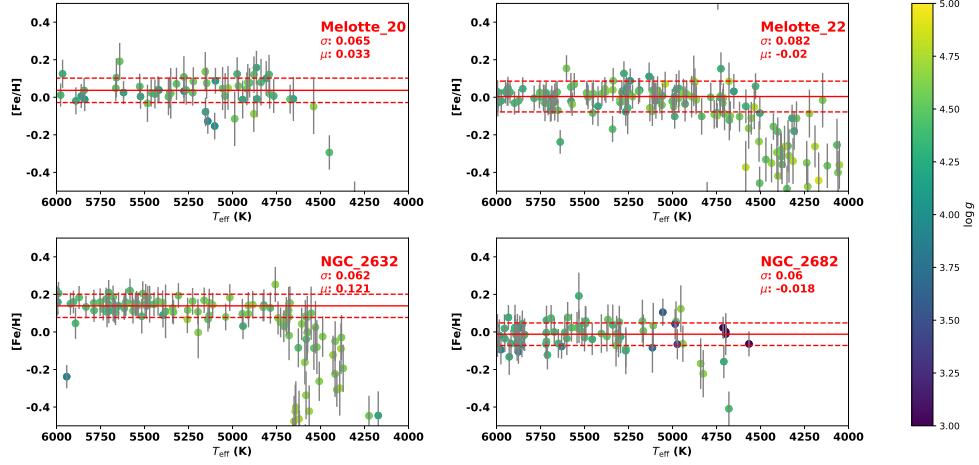 Melotte_20
σ: 0.065
μ: 0.033
0.4
0.2
0.0
-0.2
-0.4
[Fe/H]
6000 5750 5500 5250 5000 4750 4500 4250 4000
Teff (K)
Melotte_22
σ: 0.082
μ: -0.02
0.4
0.2
0.0
-0.2
-0.4
[Fe/H]
6000 5750 5500 5250 5000 4750 4500 4250 4000
Teff (K)
NGC_2632
σ: 0.062
μ: 0.121
0.4
0.2
0.0
-0.2
-0.4
[Fe/H]
6000 5750 5500 5250 5000 4750 4500 4250 4000
Teff (K)
NGC_2682
σ: 0.06
μ: -0.018
0.4
0.2
0.0
-0.2
-0.4
[Fe/H]
6000 5750 5500 5250 5000 4750 4500 4250 4000
Teff (K)
5.00
4.75
4.50
4.25
4.00
3.75
3.50
3.25
3.00
log g